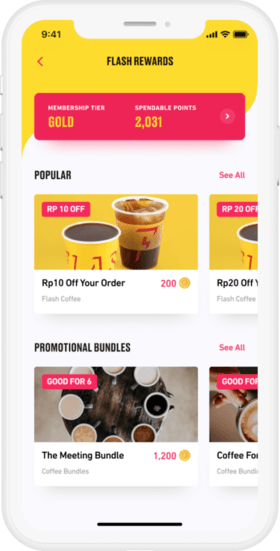 9:41
FLASH REWARDS
MEMBERSHIP TIER SPENDABLE POINTS
GOLD 2,031
POPULAR See All
RP 10 OFF RP 20 OFF
Rp10 Off Your Order 200 Rp20 Off Y
Flash Coffee Flash Coffee
PROMOTIONAL BUNDLES See All
GOOD FOR 6 GOOD FOR
The Meeting Bundle 1,200 Coffee For
Coffee Bundles Coffee Bundle